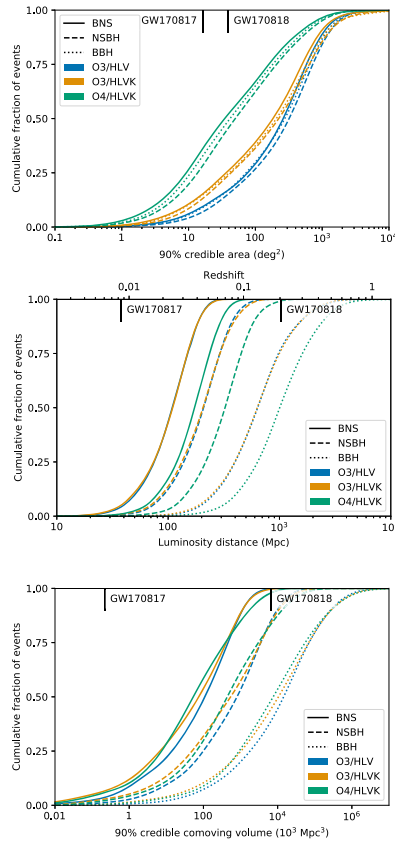 GW170817
GW170818
BNS
NSBH
BBH
O3/HLV
O3/HLVK
O4/HLVK
1.00
0.75
0.50
0.25
0.00
Cumulative fraction of events
0.1 1 10 100 10³ 10⁴
90% credible area (deg²)
Redshift
0.01 0.1 1
GW170817
GW170818
1.00
0.75
0.50
0.25
0.00
Cumulative fraction of events
BNS
NSBH
BBH
O3/HLV
O3/HLVK
O4/HLVK
10 100 10³ 10
Luminosity distance (Mpc)
GW170817
GW170818
1.00
0.75
0.50
0.25
0.00
Cumulative fraction of events
BNS
NSBH
BBH
O3/HLV
O3/HLVK
O4/HLVK
0.01 1 100 10⁴ 10⁶
90% credible comoving volume (10³ Mpc³)